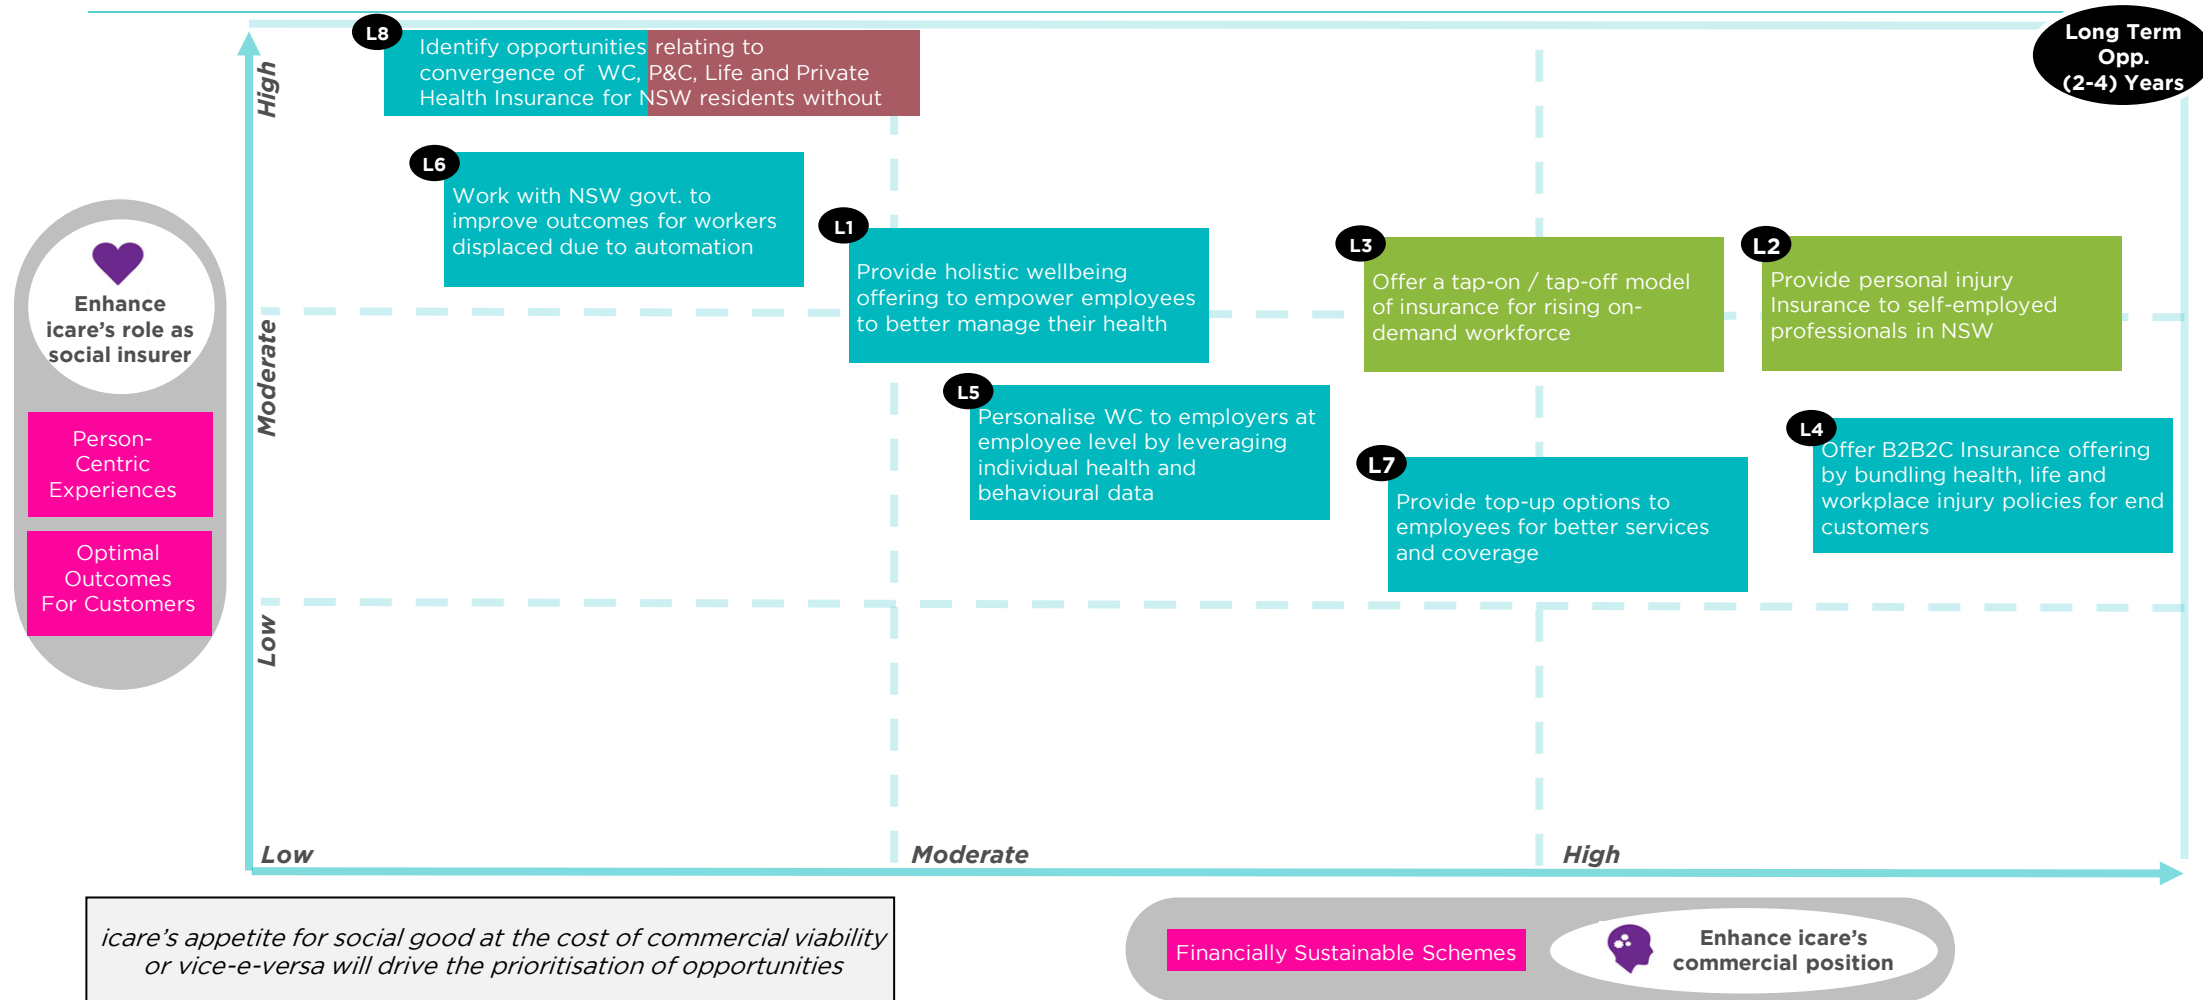 Long Term
Opp.
(2-4) Years
High
L8
Identify opportunities relating to
convergence of WC, P&C, Life and Private
Health Insurance for NSW residents without
L6
Work with NSW govt. to
improve outcomes for workers
displaced due to automation
L1
Provide holistic wellbeing
offering to empower employees
to better manage their health
L3
Offer a tap-on / tap-off model
of insurance for rising on-
demand workforce
L2
Provide personal injury
Insurance to self-employed
professionals in NSW
Enhance
icare's role as
social insurer
Person-
Centric
Experiences
Optimal
Outcomes
For Customers
Moderate
L5
Personalise WC to employers at
employee level by leveraging
individual health and
behavioural data
L7
Provide top-up options to
employees for better services
and coverage
L4
Offer B2B2C Insurance offering
by bundling health, life and
workplace injury policies for end
customers
Low
Low
Moderate
High
icare's appetite for social good at the cost of commercial viability
or vice-e-versa will drive the prioritisation of opportunities
Financially Sustainable Schemes
Enhance icare's
commercial position